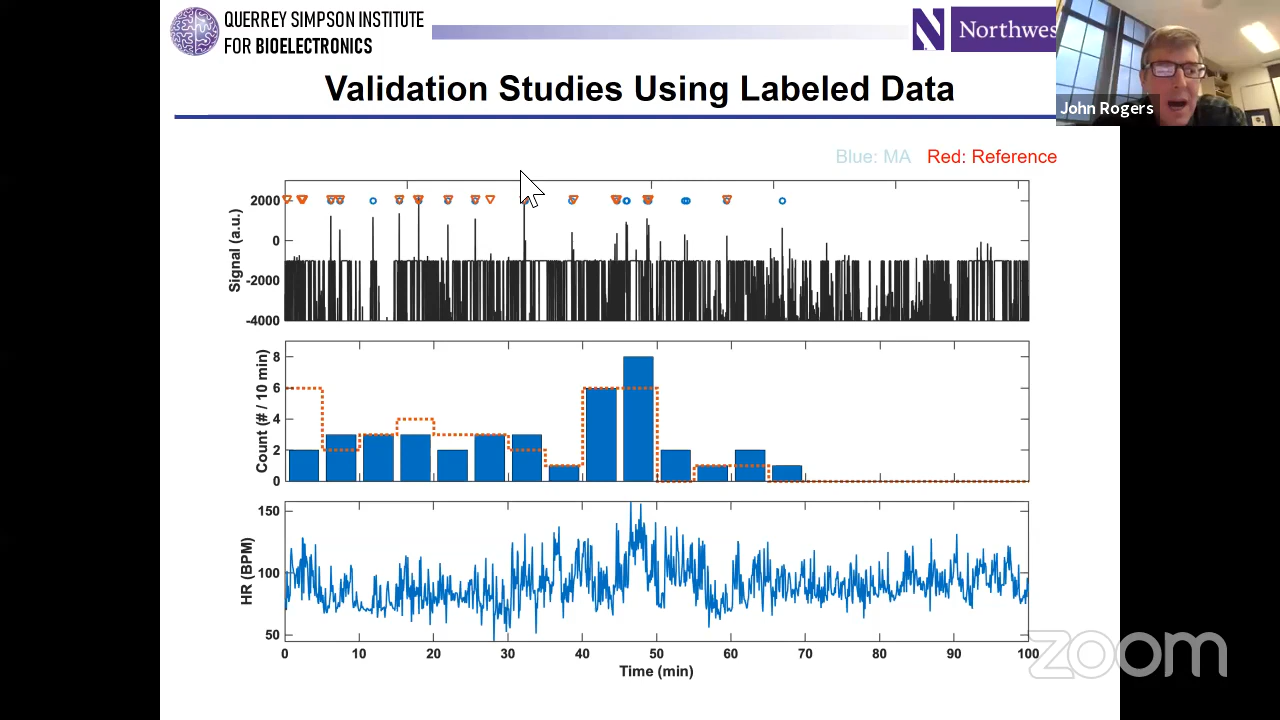 QUERREY SIMPSON INSTITUTE
FOR BIOELECTRONICS
N Northwes
John Rogers
Validation Studies Using Labeled Data
Blue: MA Red: Reference
Signal (a.u.)
2000
0
-2000
-4000
Count (# / 10 min)
8
6
4
2
0
HR (BPM)
150
100
50
0 10 20 30 40 50 60 70 80 90 100
Time (min)
zoom